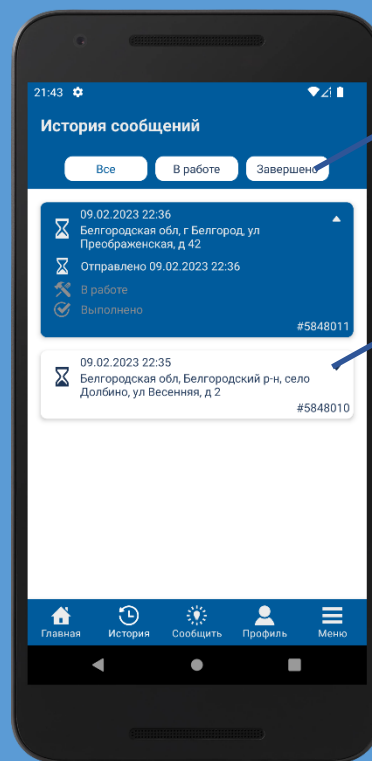 21:43
История сообщений
Все
В работе
Завершено
09.02.2023 22:36
Белгородская обл, г Белгород, ул
Преображенская, д 42
Отправлено 09.02.2023 22:36
В работе
Выполнено
#5848011
09.02.2023 22:35
Белгородская обл, Белгородский р-н, село
Долбино, ул Весенняя, д 2
#5848010
Главная
История
Сообщить
Профиль
Меню